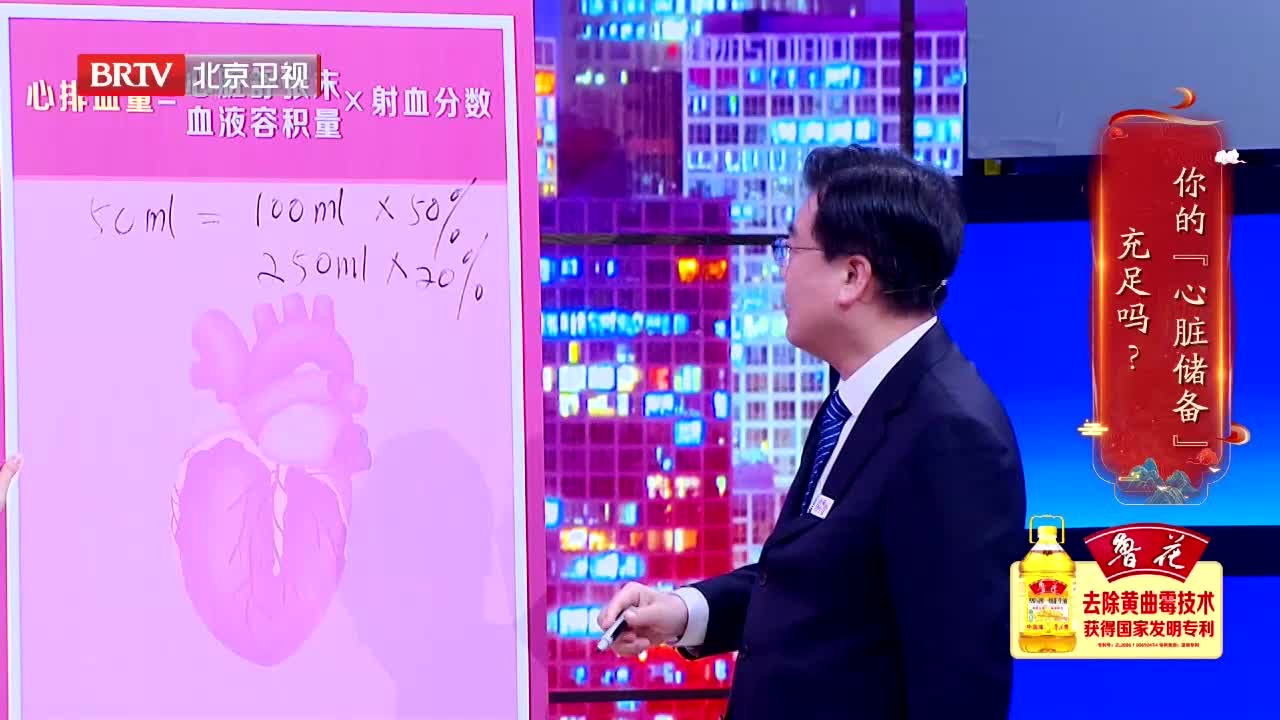 BRTV 北京卫视
心排血量=
血液容积量
×射血分数
50ml = 100ml × 50%
250ml × 20%
你的『心脏储备』
充足吗？
鲁花
去除黄曲霉技术
获得国家发明专利